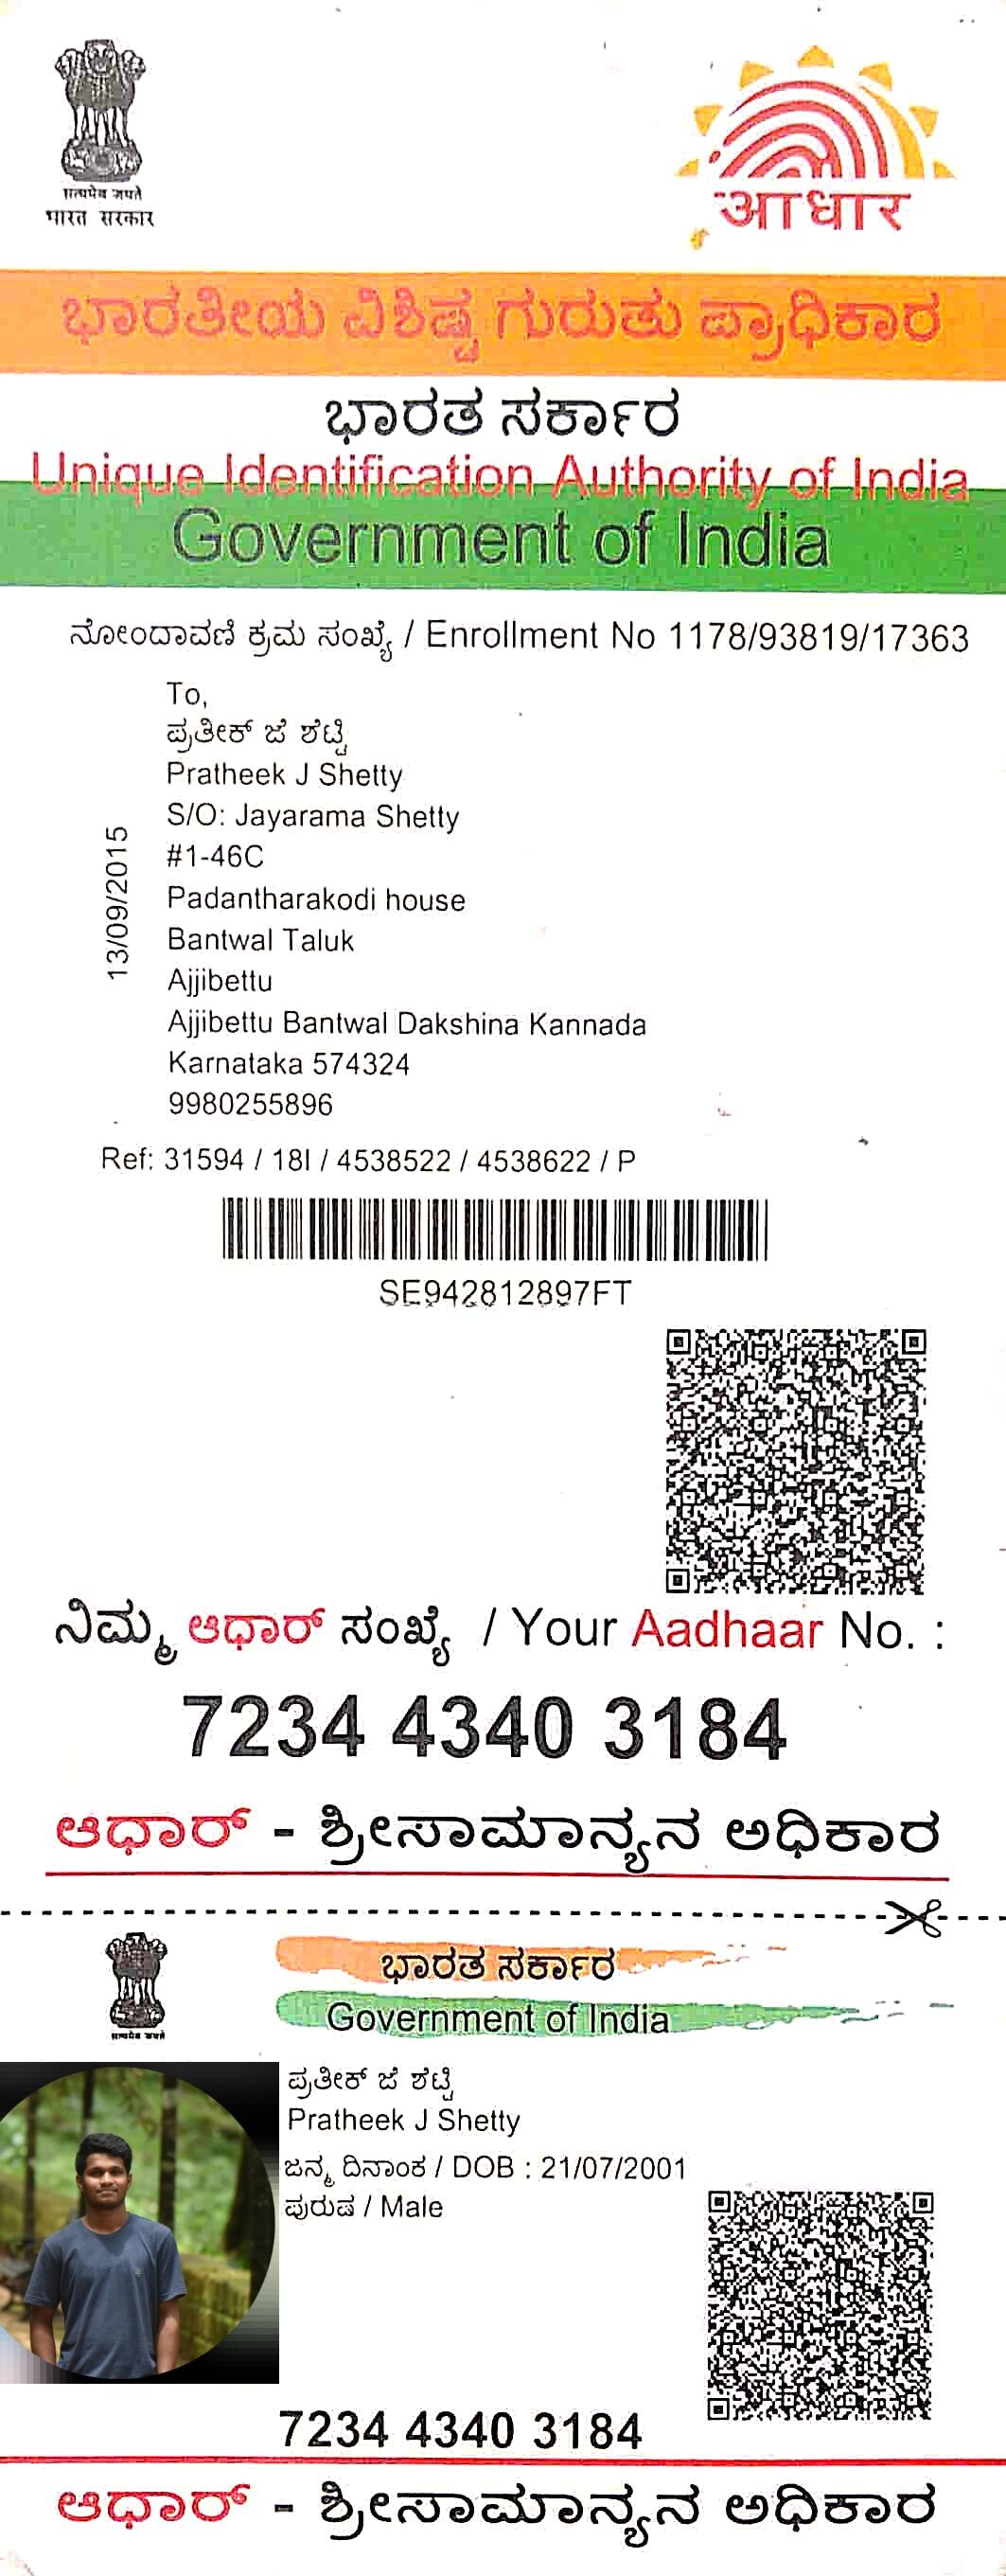 सत्यमेव जयते
भारत सरकार
आधार
ಭಾರತೀಯ ವಿಶಿಷ್ಟ ಗುರುತು ಪ್ರಾಧಿಕಾರ
ಭಾರತ ಸರ್ಕಾರ
Unique Identification Authority of India
Government of India
ನೋಂದಾವಣಿ ಕ್ರಮ ಸಂಖ್ಯೆ / Enrollment No 1178/93819/17363
To,
ಪ್ರತೀಕ್ ಜೆ ಶೆಟ್ಟಿ
Pratheek J Shetty
S/O: Jayarama Shetty
#1-46C
Padantharakodi house
Bantwal Taluk
Ajjibettu
Ajjibettu Bantwal Dakshina Kannada
Karnataka 574324
9980255896
13/09/2015
Ref: 31594 / 18I / 4538522 / 4538622 / P
SE942812897FT
ನಿಮ್ಮ ಆಧಾರ್ ಸಂಖ್ಯೆ / Your Aadhaar No. :
7234 4340 3184
ಆಧಾರ್ - ಶ್ರೀಸಾಮಾನ್ಯನ ಅಧಿಕಾರ
सत्यमेव जयते
ಭಾರತ ಸರ್ಕಾರ
Government of India
ಪ್ರತೀಕ್ ಜೆ ಶೆಟ್ಟಿ
Pratheek J Shetty
ಜನ್ಮ ದಿನಾಂಕ / DOB : 21/07/2001
ಪುರುಷ / Male
7234 4340 3184
ಆಧಾರ್ - ಶ್ರೀಸಾಮಾನ್ಯನ ಅಧಿಕಾರ